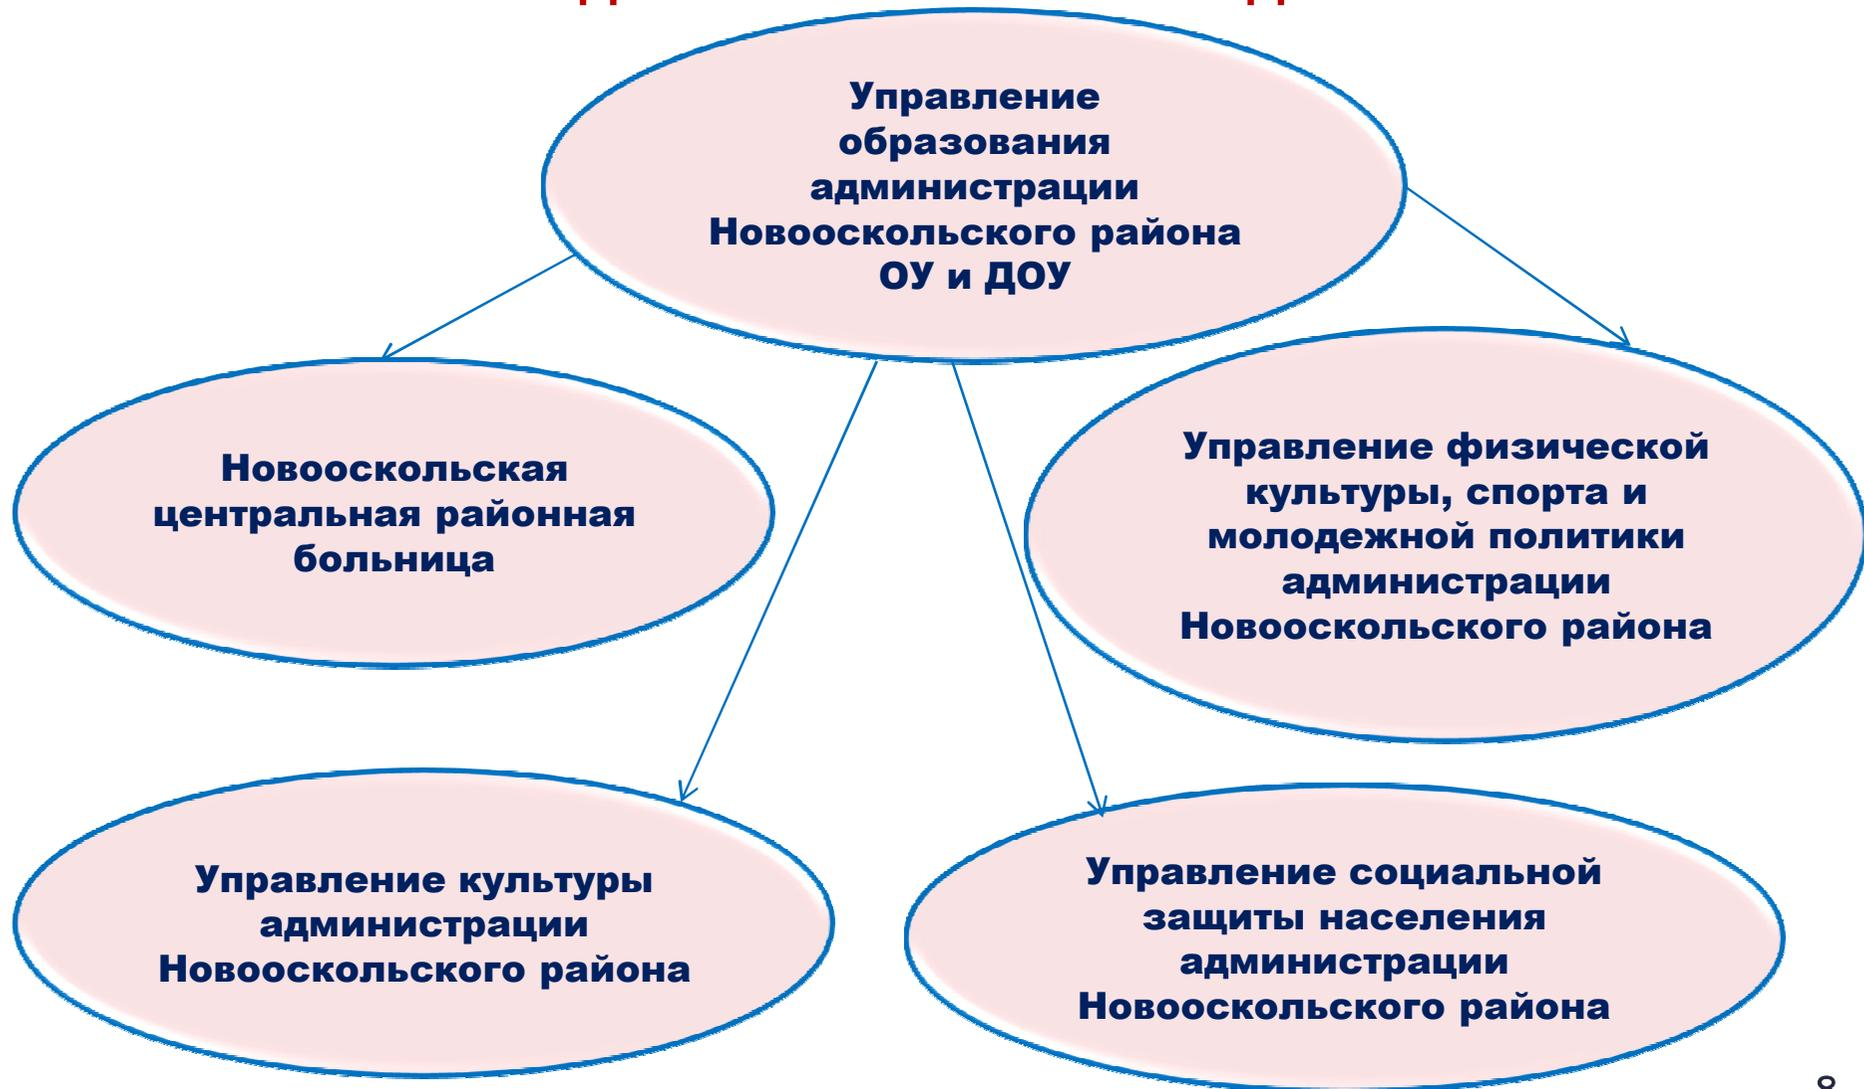 Управление
образования
администрации
Новооскольского района
ОУ и ДОУ
Новооскольская
центральная районная
больница
Управление физической
культуры, спорта и
молодежной политики
администрации
Новооскольского района
Управление культуры
администрации
Новооскольского района
Управление социальной
защиты населения
администрации
Новооскольского района
8